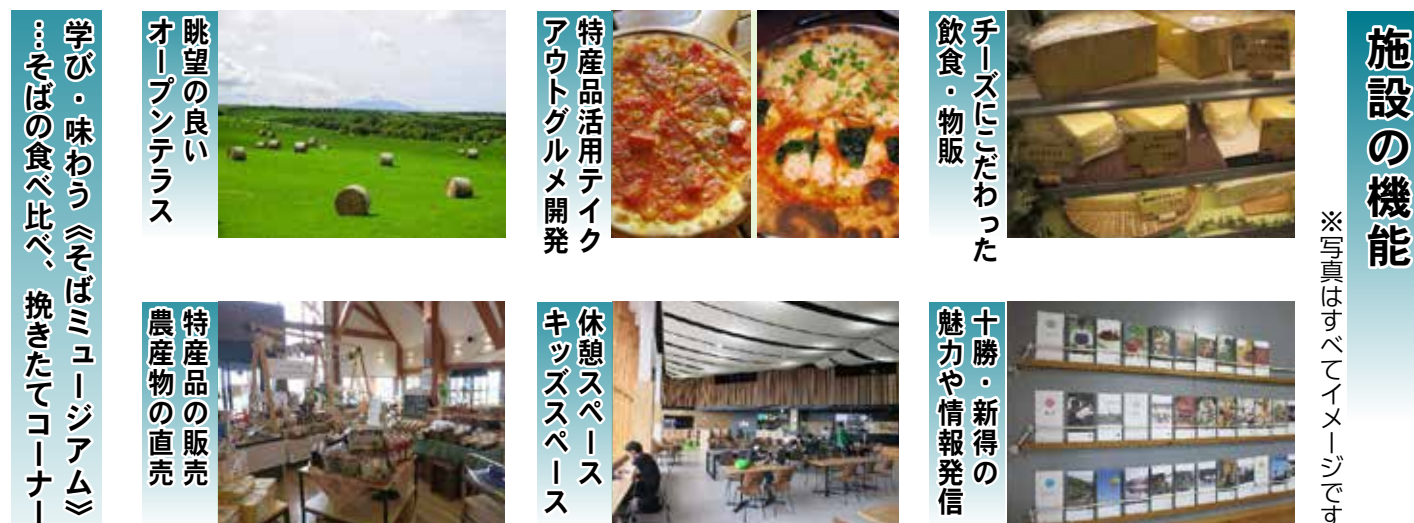 施設の機能
※写真はすべてイメージです
チーズにこだわった
飲食・物販
十勝・新得の
魅力や情報発信
特産品活用テイク
アウトグルメ開発
休憩スペース
キッズスペース
眺望の良い
オープンテラス
特産品の販売
農産物の直売
学び・味わう《そばミュージアム》
…そばの食べ比べ、挽きたてコーナー